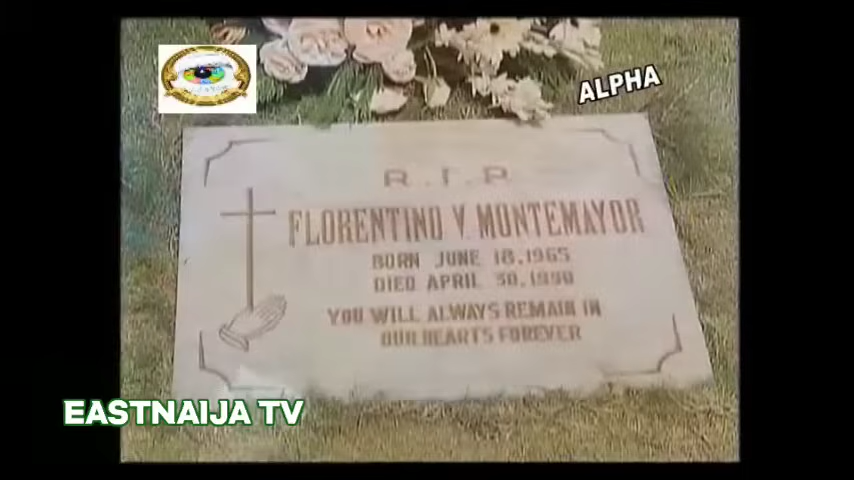 ALPHA
R.I.P
FLORENTINO V. MONTEMAYOR
BORN JUNE 18, 1965
DIED APRIL 30, 1990
YOU WILL ALWAYS REMAIN IN
OUR HEARTS FOREVER
EASTNAIJA TV